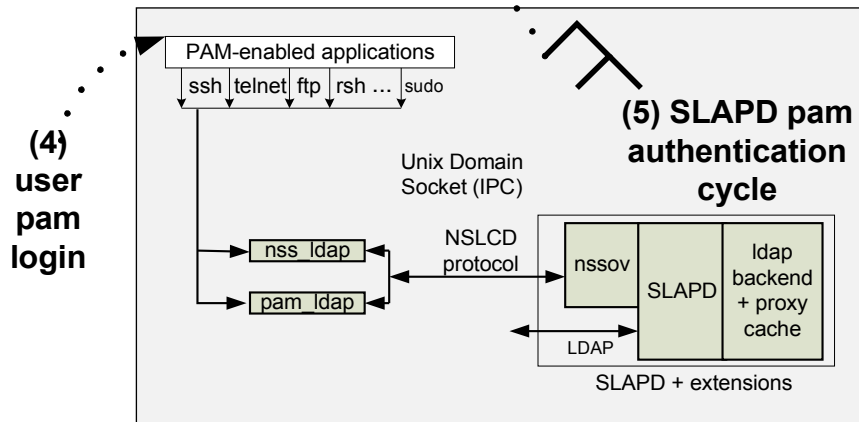 PAM-enabled applications
ssh telnet ftp rsh ... sudo
(4)
user
pam
login
(5) SLAPD pam
authentication
cycle
Unix Domain
Socket (IPC)
nss_ldap
pam_ldap
NSLCD
protocol
nssov
SLAPD
ldap
backend
+ proxy
cache
LDAP
SLAPD + extensions